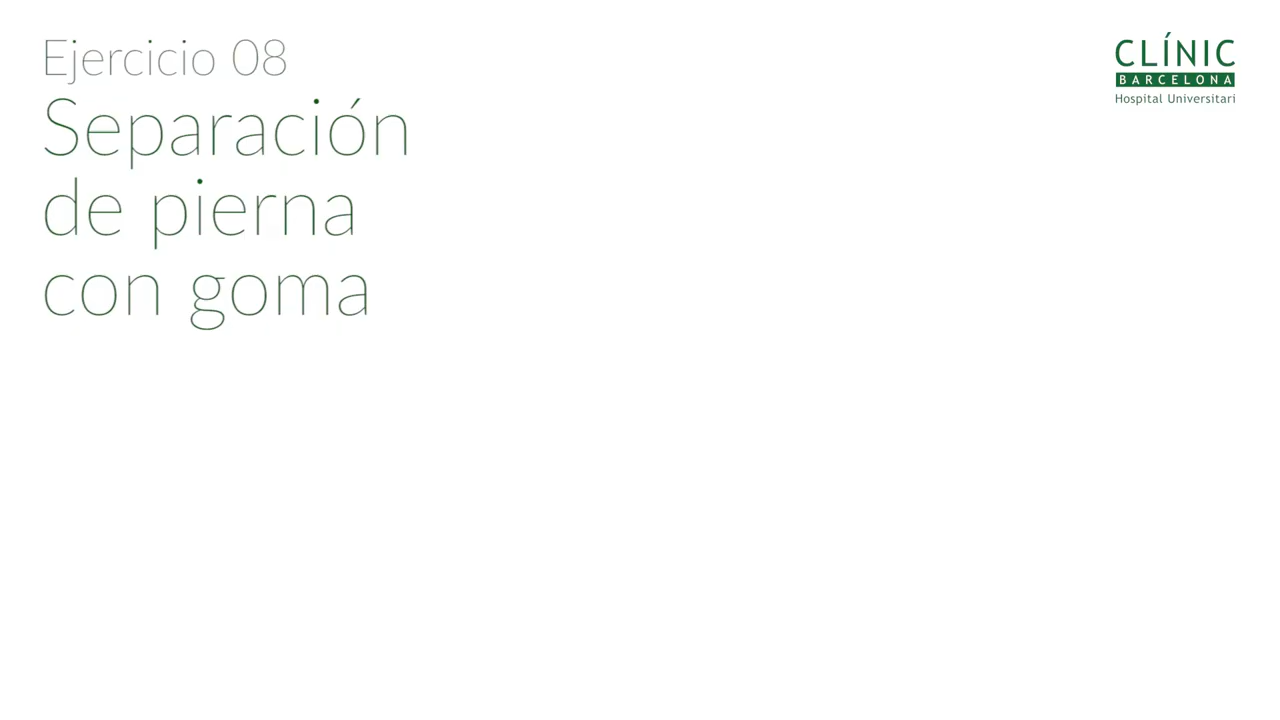 Ejercicio 08
Separación
de pierna
con goma
CLÍNIC
BARCELONA
Hospital Universitari